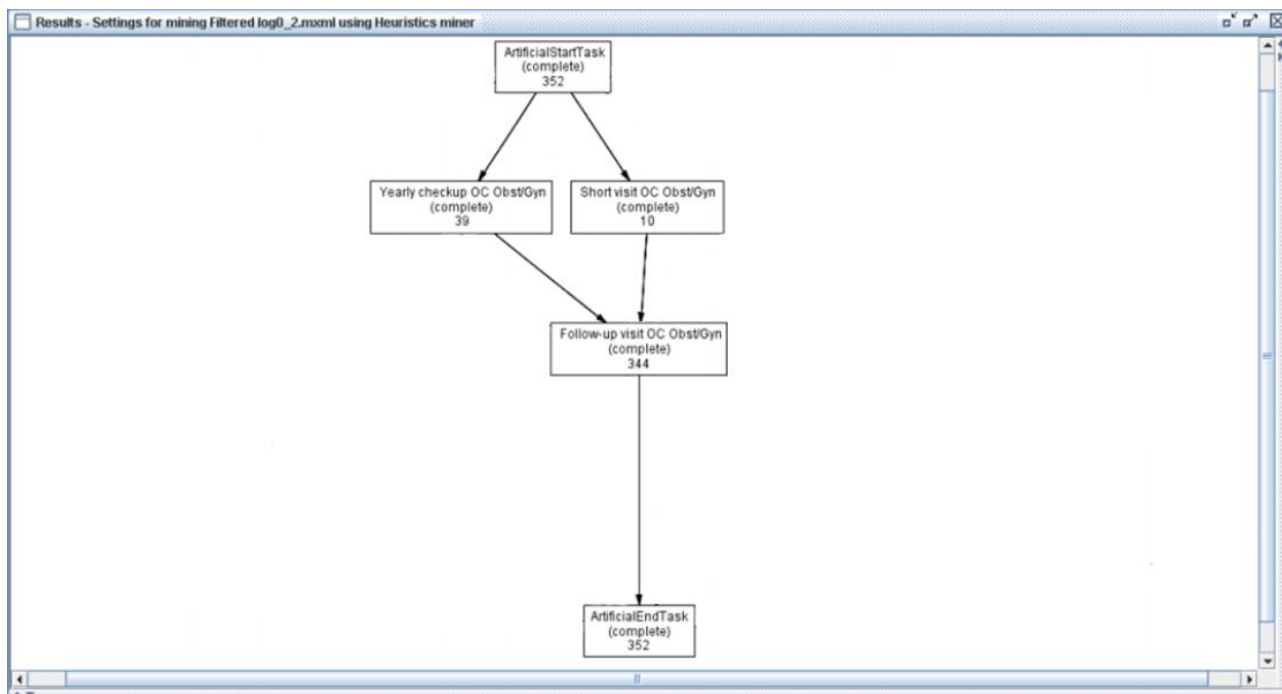 Results - Settings for mining Filtered log0_2.mxml using Heuristics miner
ArtificialStartTask
(complete)
352
Yearly checkup OC Obst/Gyn
(complete)
39
Short visit OC Obst/Gyn
(complete)
10
Follow-up visit OC Obst/Gyn
(complete)
344
ArtificialEndTask
(complete)
352